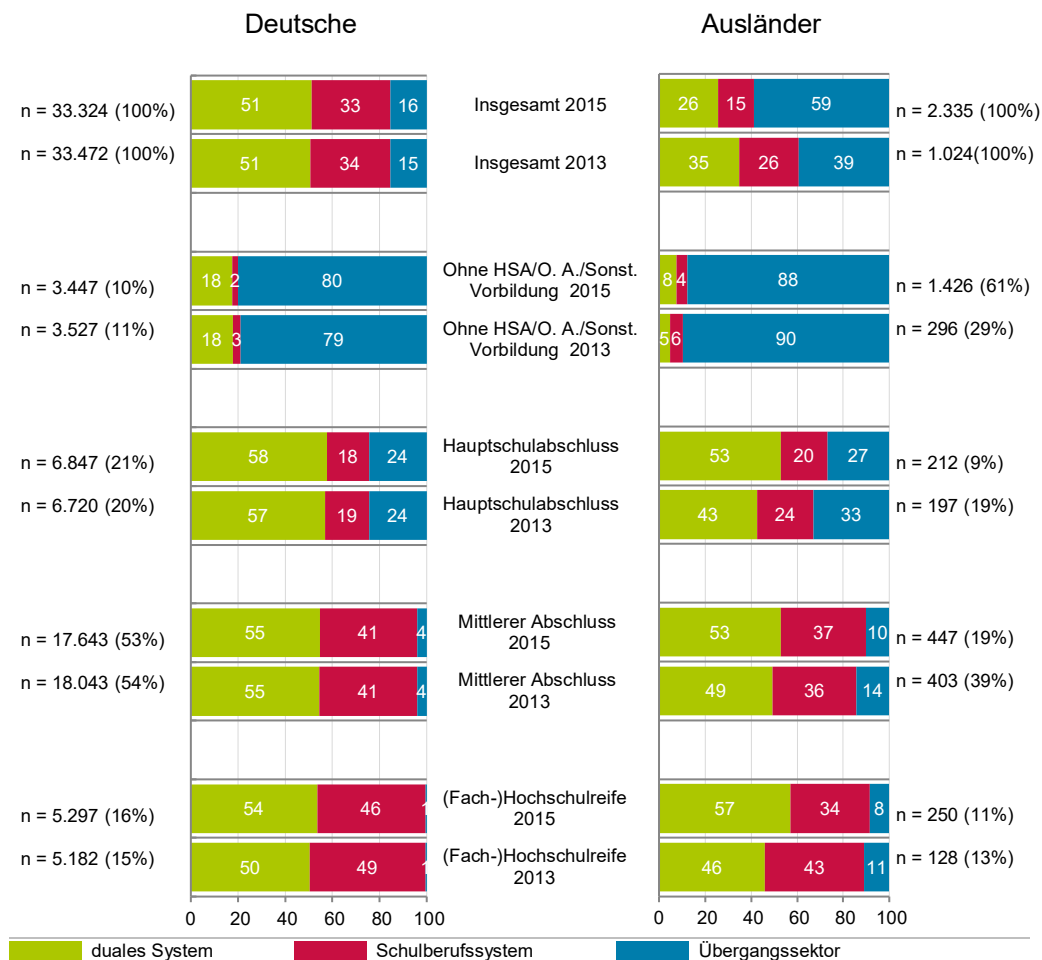 Deutsche Ausländer
n = 33.324 (100%) 51 33 16 Insgesamt 2015 26 15 59 n = 2.335 (100%)
n = 33.472 (100%) 51 34 15 Insgesamt 2013 35 26 39 n = 1.024(100%)
n = 3.447 (10%) 18 2 80 Ohne HSA/O. A./Sonst. 8 4 88 n = 1.426 (61%)
Vorbildung 2015
n = 3.527 (11%) 18 3 79 Ohne HSA/O. A./Sonst. 5 6 90 n = 296 (29%)
Vorbildung 2013
n = 6.847 (21%) 58 18 24 Hauptschulabschluss 53 20 27 n = 212 (9%)
2015
n = 6.720 (20%) 57 19 24 Hauptschulabschluss 43 24 33 n = 197 (19%)
2013
n = 17.643 (53%) 55 41 4 Mittlerer Abschluss 53 37 10 n = 447 (19%)
2015
n = 18.043 (54%) 55 41 4 Mittlerer Abschluss 49 36 14 n = 403 (39%)
2013
n = 5.297 (16%) 54 46 1 (Fach-)Hochschulreife 57 34 8 n = 250 (11%)
2015
n = 5.182 (15%) 50 49 1 (Fach-)Hochschulreife 46 43 11 n = 128 (13%)
2013
0 20 40 60 80 100 0 20 40 60 80 100
duales System Schulberufssystem Übergangssektor